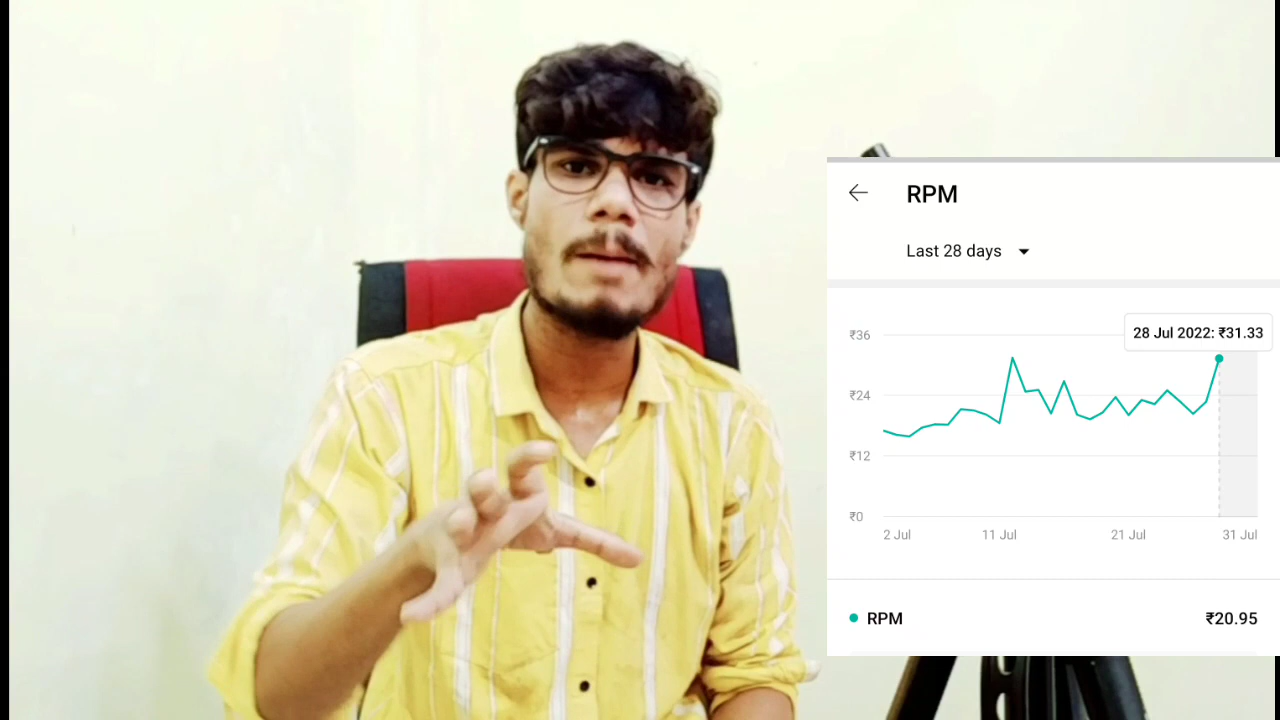 RPM
Last 28 days
28 Jul 2022: ₹31.33
₹36
₹24
₹12
₹0
2 Jul 11 Jul 21 Jul 31 Jul
RPM ₹20.95